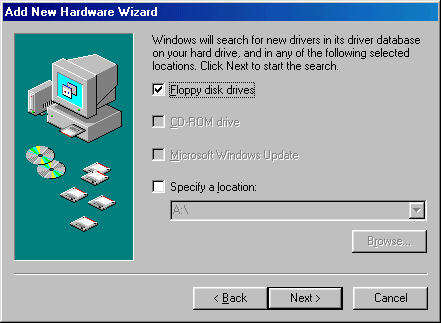 Add New Hardware Wizard
Windows will search for new drivers in its driver database
on your hard drive, and in any of the following selected
locations. Click Next to start the search.
Floppy disk drives
CD-ROM drive
Microsoft Windows Update
Specify a location:
A:\
Browse...
< Back
Next >
Cancel